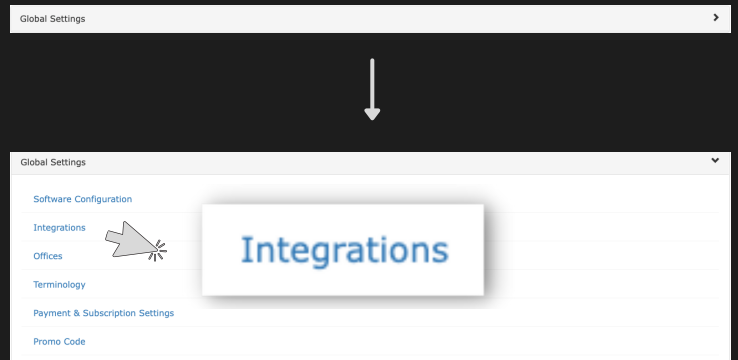 Global Settings
Global Settings
Software Configuration
Integrations
Integrations
Offices
Terminology
Payment & Subscription Settings
Promo Code